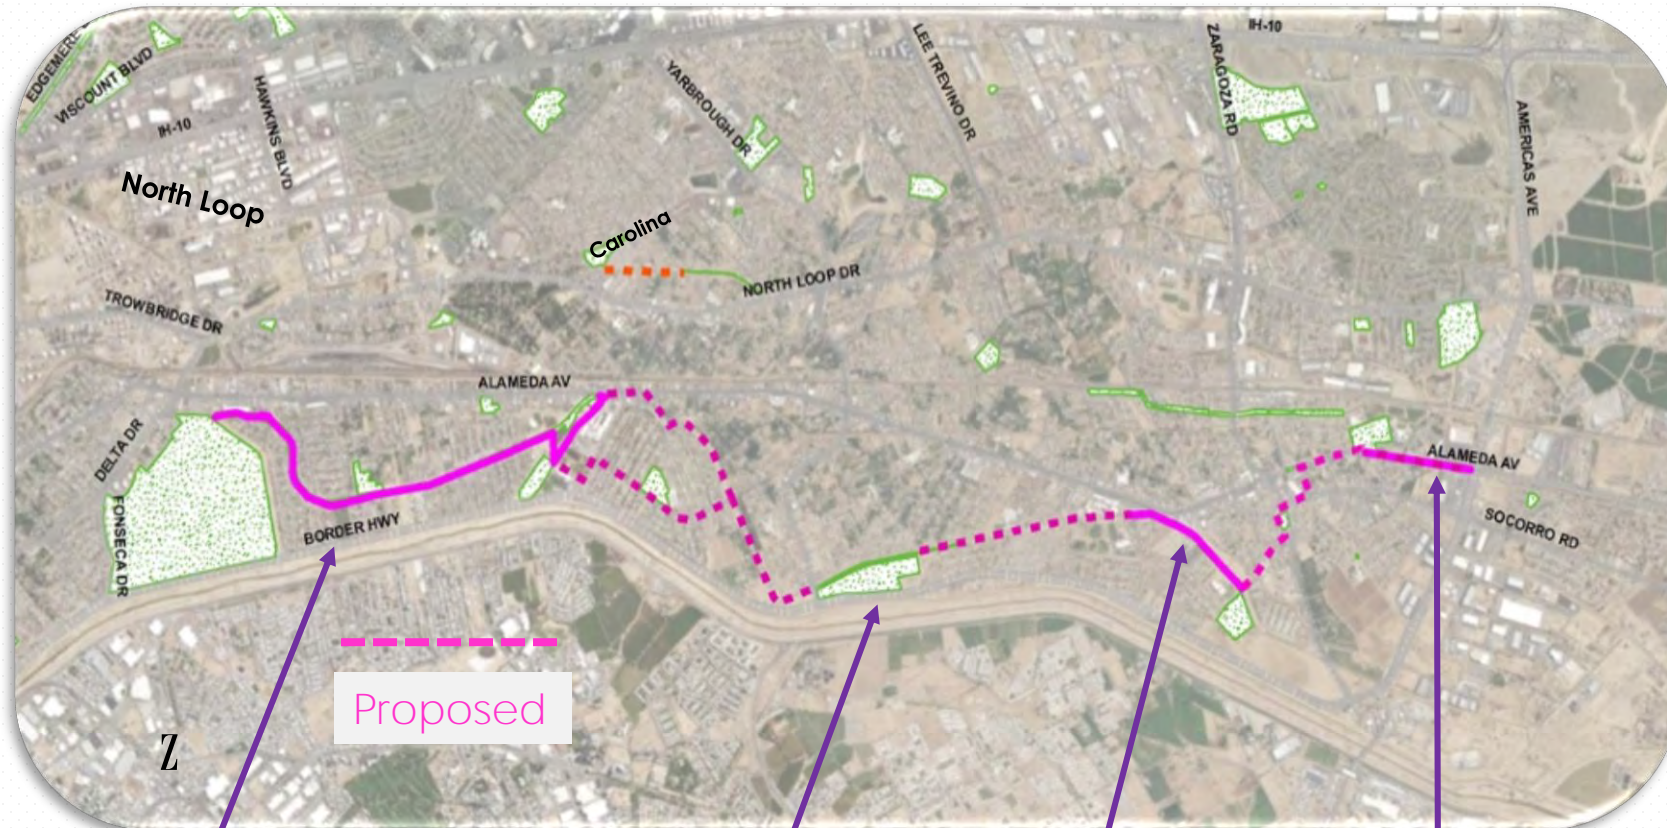 EDGEMERE
VISCOUNT BLVD
IH-10
HAWKINS BLVD
YARBROUGH DR
LEE TREVINO DR
ZARAGOZA RD
IH-10
AMERICAS AVE
North Loop
Carolina
NORTH LOOP DR
TROWBRIDGE DR
ALAMEDA AV
DELTA DR
FONSECA DR
BORDER HWY
ALAMEDA AV
SOCORRO RD
Proposed
Z